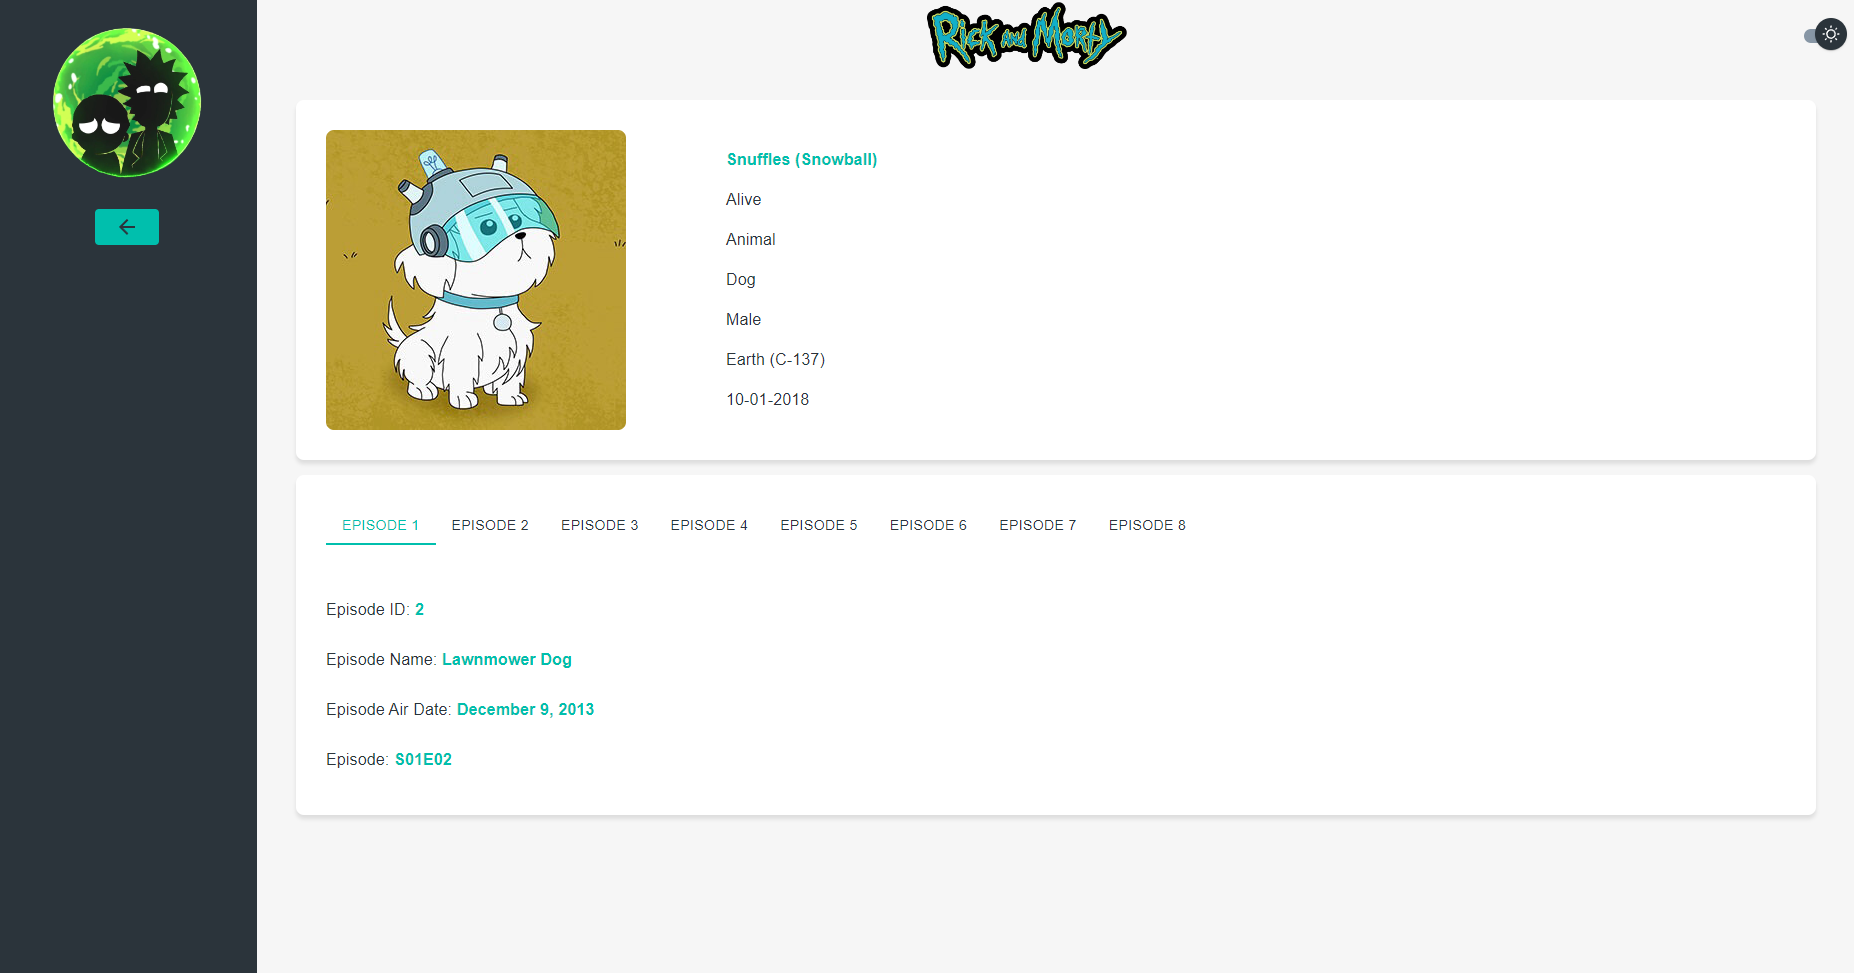 Rick and Morty
Snuffles (Snowball)
Alive
Animal
Dog
Male
Earth (C-137)
10-01-2018
EPISODE 1 EPISODE 2 EPISODE 3 EPISODE 4 EPISODE 5 EPISODE 6 EPISODE 7 EPISODE 8
Episode ID: 2
Episode Name: Lawnmower Dog
Episode Air Date: December 9, 2013
Episode: S01E02